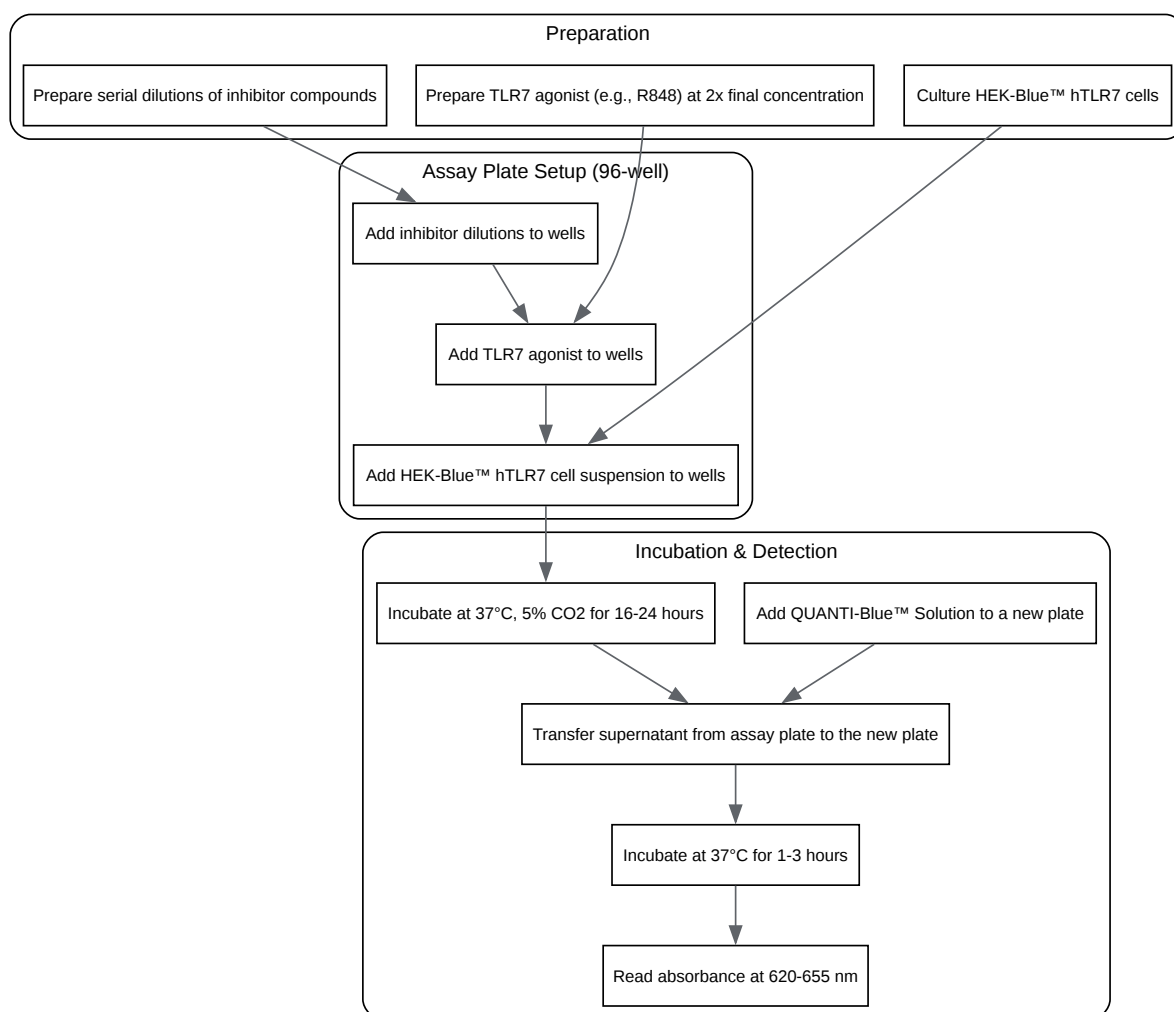 Preparation
Prepare serial dilutions of inhibitor compounds
Prepare TLR7 agonist (e.g., R848) at 2x final concentration
Culture HEK-Blue™ hTLR7 cells
Assay Plate Setup (96-well)
Add inhibitor dilutions to wells
Add TLR7 agonist to wells
Add HEK-Blue™ hTLR7 cell suspension to wells
Incubation & Detection
Incubate at 37°C, 5% CO2 for 16-24 hours
Add QUANTI-Blue™ Solution to a new plate
Transfer supernatant from assay plate to the new plate
Incubate at 37°C for 1-3 hours
Read absorbance at 620-655 nm